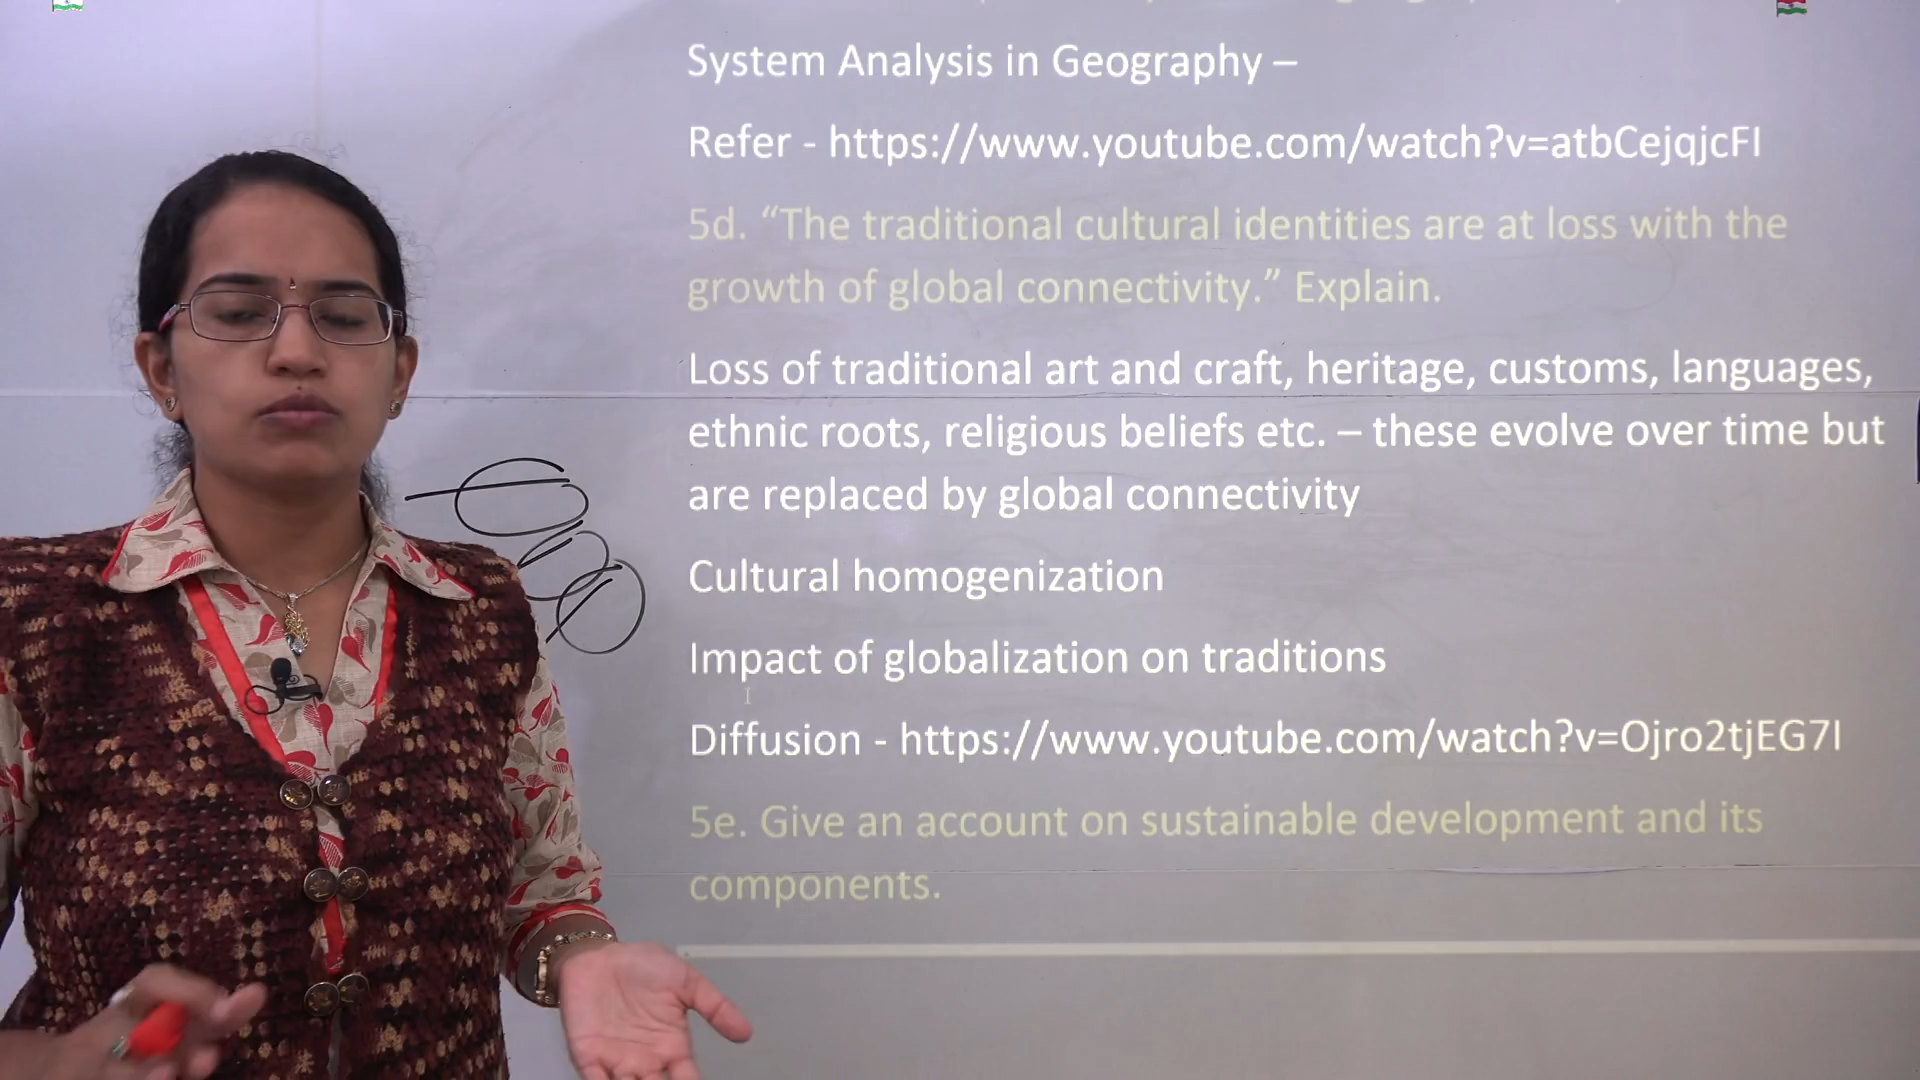 System Analysis in Geography –
Refer - https://www.youtube.com/watch?v=atbCejqjcFI
5d. “The traditional cultural identities are at loss with the
growth of global connectivity.” Explain.
Loss of traditional art and craft, heritage, customs, languages,
ethnic roots, religious beliefs etc. – these evolve over time but
are replaced by global connectivity
Cultural homogenization
Impact of globalization on traditions
Diffusion - https://www.youtube.com/watch?v=Ojro2tjEG7I
5e. Give an account on sustainable development and its
components.